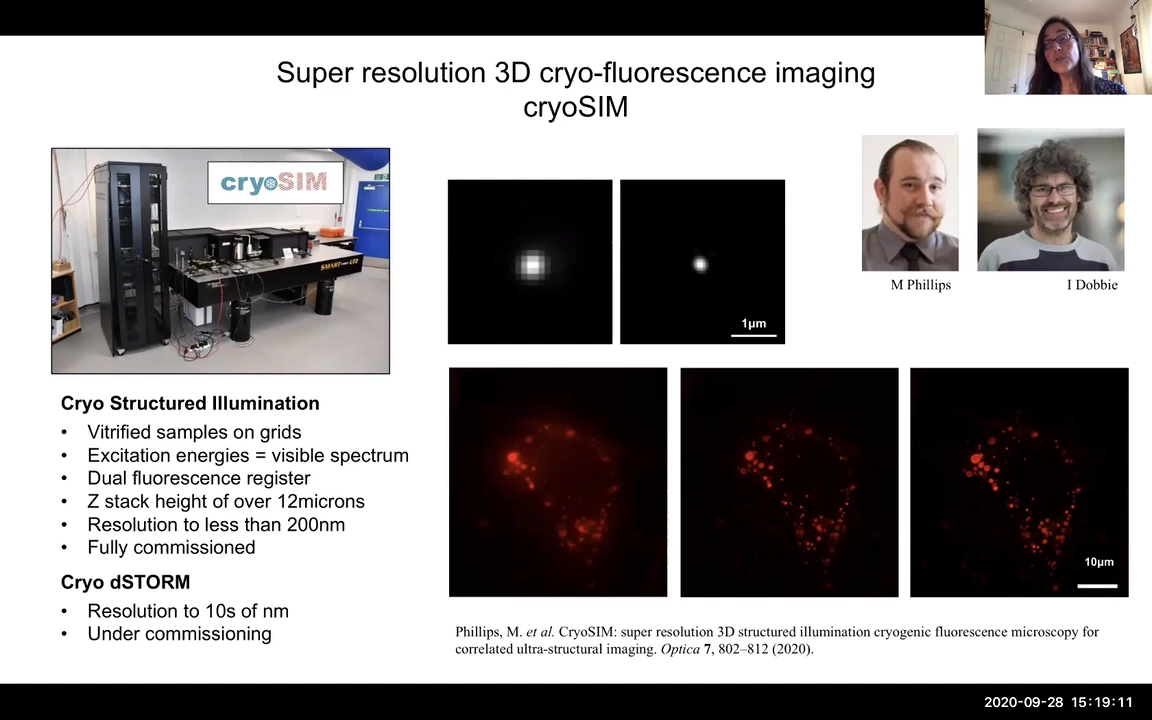 Super resolution 3D cryo-fluorescence imaging
cryoSIM
cryoSIM
SMART
M Phillips
I Dobbie
1μm
Cryo Structured Illumination
• Vitrified samples on grids
• Excitation energies = visible spectrum
• Dual fluorescence register
• Z stack height of over 12microns
• Resolution to less than 200nm
• Fully commissioned
Cryo dSTORM
• Resolution to 10s of nm
• Under commissioning
10μm
Phillips, M. et al. CryoSIM: super resolution 3D structured illumination cryogenic fluorescence microscopy for
correlated ultra-structural imaging. Optica 7, 802–812 (2020).
2020-09-28 15:19:11